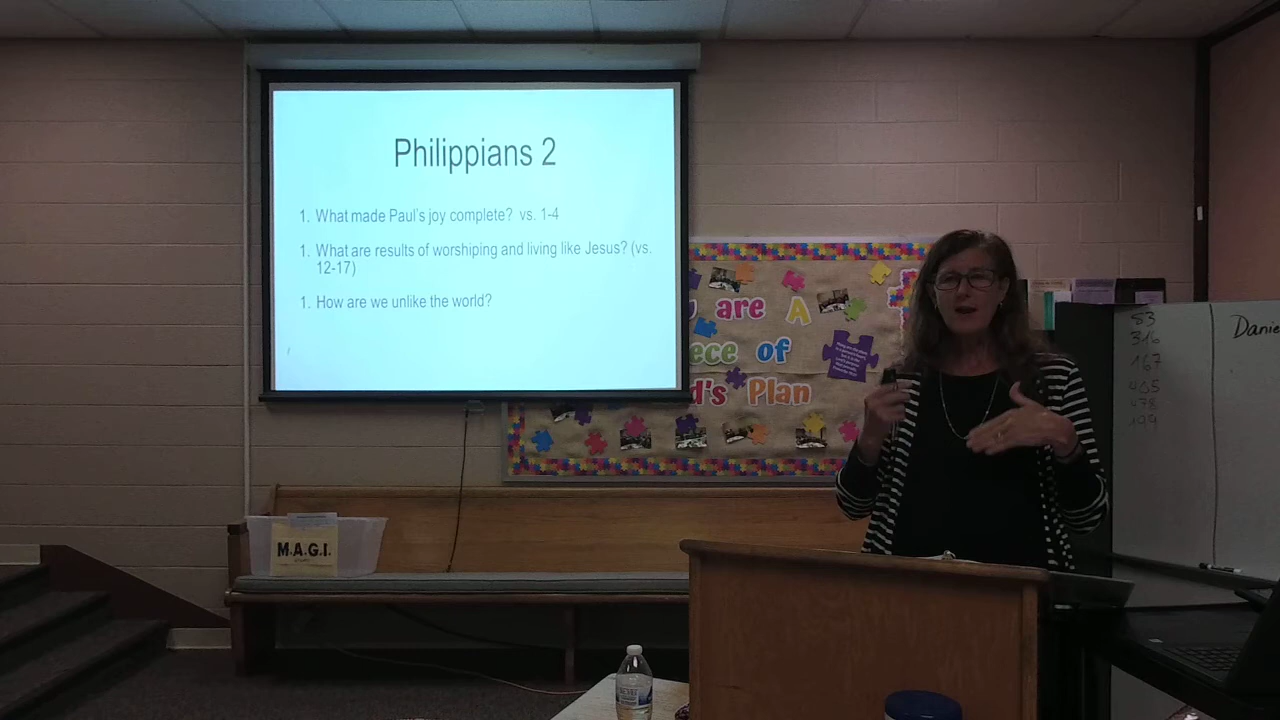 Philippians 2
1. What made Paul's joy complete? vs. 1-4
1. What are results of worshiping and living like Jesus? (vs.
12-17)
1. How are we unlike the world?
are A
ece of
d's Plan
M.A.G.I.
83
316
167
405
478
199
Danie